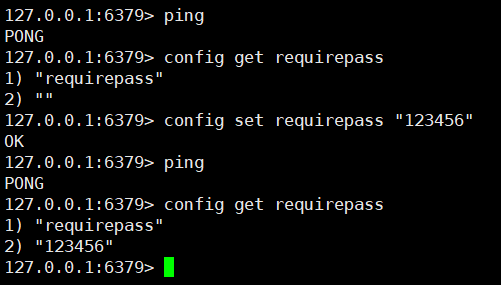 127.0.0.1:6379> ping
PONG
127.0.0.1:6379> config get requirepass
1) "requirepass"
2) ""
127.0.0.1:6379> config set requirepass "123456"
OK
127.0.0.1:6379> ping
PONG
127.0.0.1:6379> config get requirepass
1) "requirepass"
2) "123456"
127.0.0.1:6379>